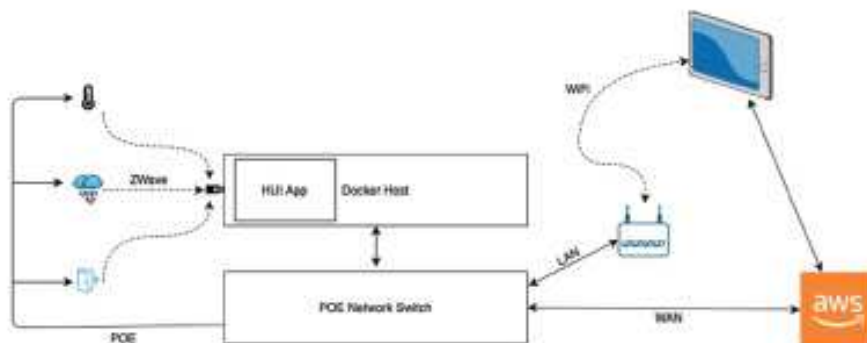 WiFi
ZWave
HUI App
Docker Host
LAN
POE Network Switch
aws
WAN
POE